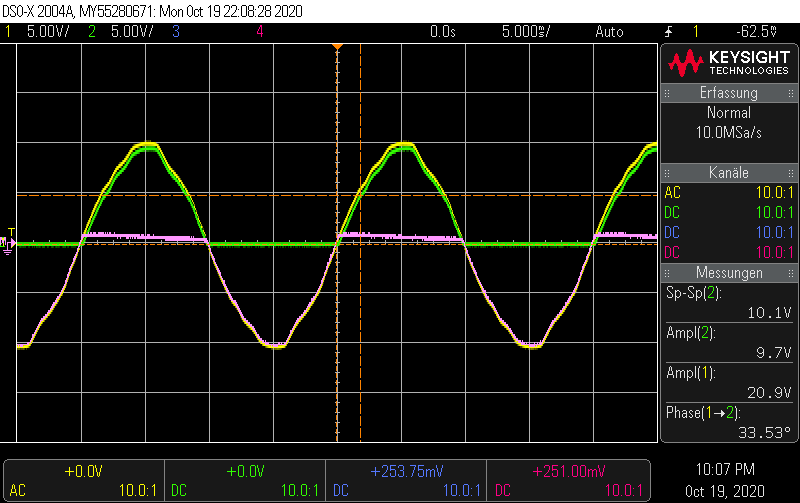 DSO-X 2004A, MY55280671: Mon Oct 19 22:08:28 2020
1 5.00V/ 2 5.00V/ 3 4 0.0s 5.000ms/ Auto 1 -62.5mV
KEYSIGHT
TECHNOLOGIES
Erfassung
Normal
10.0MSa/s
Kanäle
AC 10.0:1
DC 10.0:1
DC 10.0:1
DC 10.0:1
Messungen
Sp-Sp(2):
10.1V
Ampl(2):
9.7V
Ampl(1):
20.9V
Phase(1→2):
33.53°
T
+0.0V +0.0V +253.75mV +251.00mV
AC 10.0:1 DC 10.0:1 DC 10.0:1 DC 10.0:1
10:07 PM
Oct 19, 2020